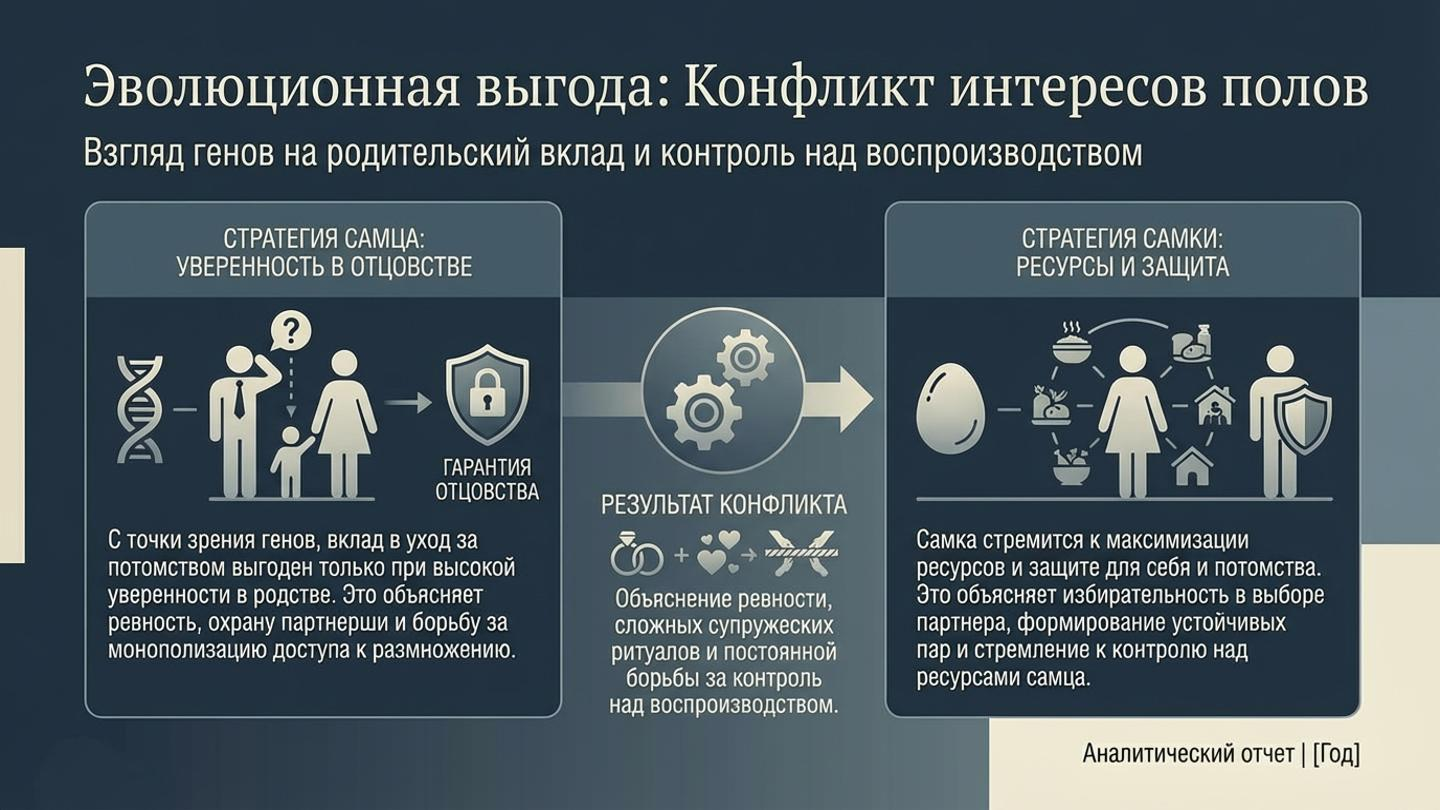 Эволюционная выгода: Конфликт интересов полов
Взгляд генов на родительский вклад и контроль над воспроизводством
СТРАТЕГИЯ САМЦА:
УВЕРЕННОСТЬ В ОТЦОВСТВЕ
?
ГАРАНТИЯ
ОТЦОВСТВА
С точки зрения генов, вклад в уход за
потомством выгоден только при высокой
уверенности в родстве. Это объясняет
ревность, охрану партнерши и борьбу за
монополизацию доступа к размножению.
РЕЗУЛЬТАТ КОНФЛИКТА
+
Объяснение ревности,
сложных супружеских
ритуалов и постоянной
борьбы за контроль
над воспроизводством.
СТРАТЕГИЯ САМКИ:
РЕСУРСЫ И ЗАЩИТА
Самка стремится к максимизации
ресурсов и защите для себя и потомства.
Это объясняет избирательность в выборе
партнера, формирование устойчивых
пар и стремление к контролю над
ресурсами самца.
Аналитический отчет | [Год]